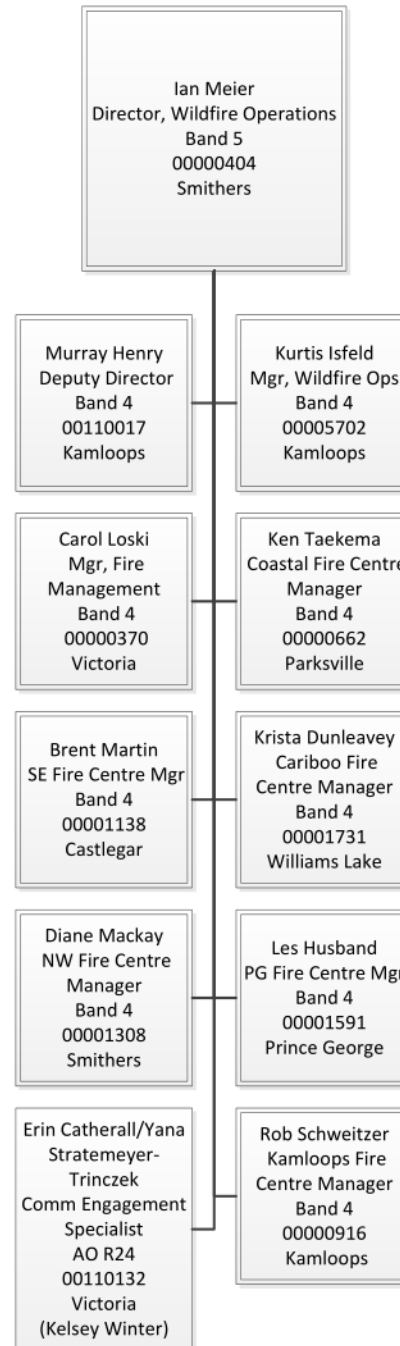 Ian Meier
Director, Wildfire Operations
Band 5
00000404
Smithers
Murray Henry
Deputy Director
Band 4
00110017
Kamloops
Kurtis Isfeld
Mgr, Wildfire Ops
Band 4
00005702
Kamloops
Carol Loski
Mgr, Fire
Management
Band 4
00000370
Victoria
Ken Taekema
Coastal Fire Centre
Manager
Band 4
00000662
Parksville
Brent Martin
SE Fire Centre Mgr
Band 4
00001138
Castlegar
Krista Dunleavey
Cariboo Fire
Centre Manager
Band 4
00001731
Williams Lake
Diane Mackay
NW Fire Centre
Manager
Band 4
00001308
Smithers
Les Husband
PG Fire Centre Mgr
Band 4
00001591
Prince George
Erin Catherall/Yana
Stratemeyer-
Trinczek
Comm Engagement
Specialist
AO R24
00110132
Victoria
(Kelsey Winter)
Rob Schweitzer
Kamloops Fire
Centre Manager
Band 4
00000916
Kamloops